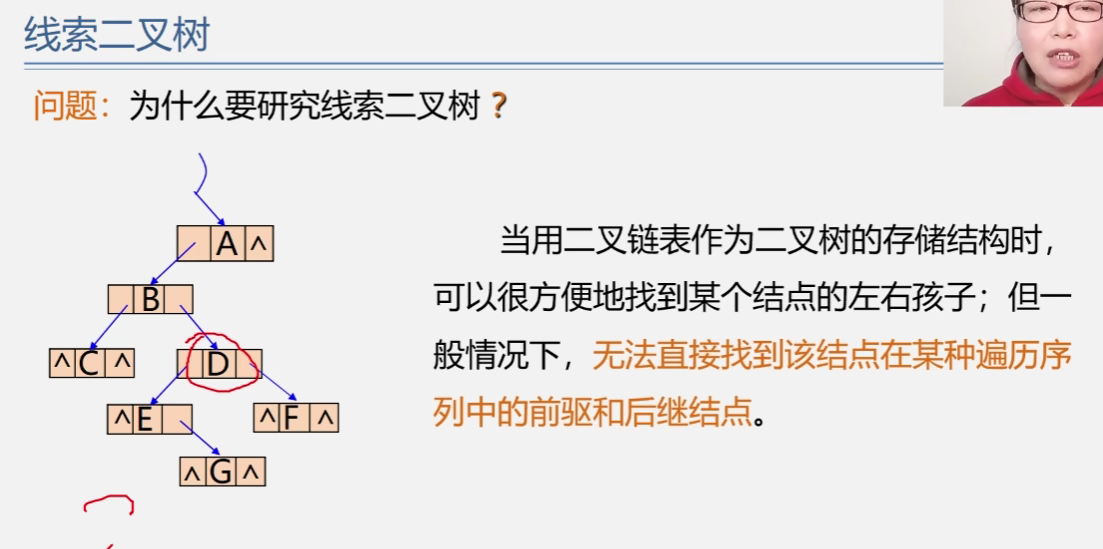 线索二叉树
问题：为什么要研究线索二叉树？
A ^
B
^ C ^
D
^ E
^ F ^
^ G ^
当用二叉链表作为二叉树的存储结构时，
可以很方便地找到某个结点的左右孩子；但一
般情况下，无法直接找到该结点在某种遍历序
列中的前驱和后继结点。